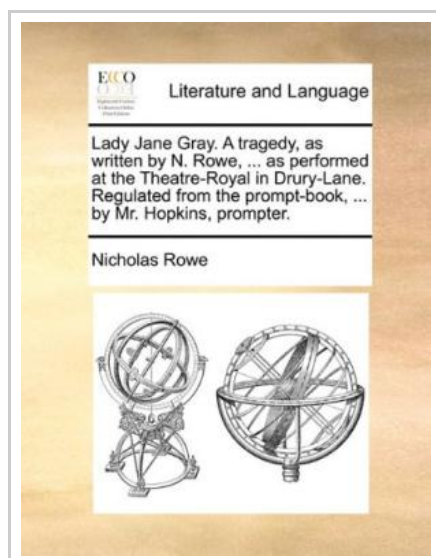 ECCO
Literature and Language
Lady Jane Gray. A tragedy, as
written by N. Rowe, ... as performed
at the Theatre-Royal in Drury-Lane.
Regulated from the prompt-book, ...
by Mr. Hopkins, prompter.
Nicholas Rowe